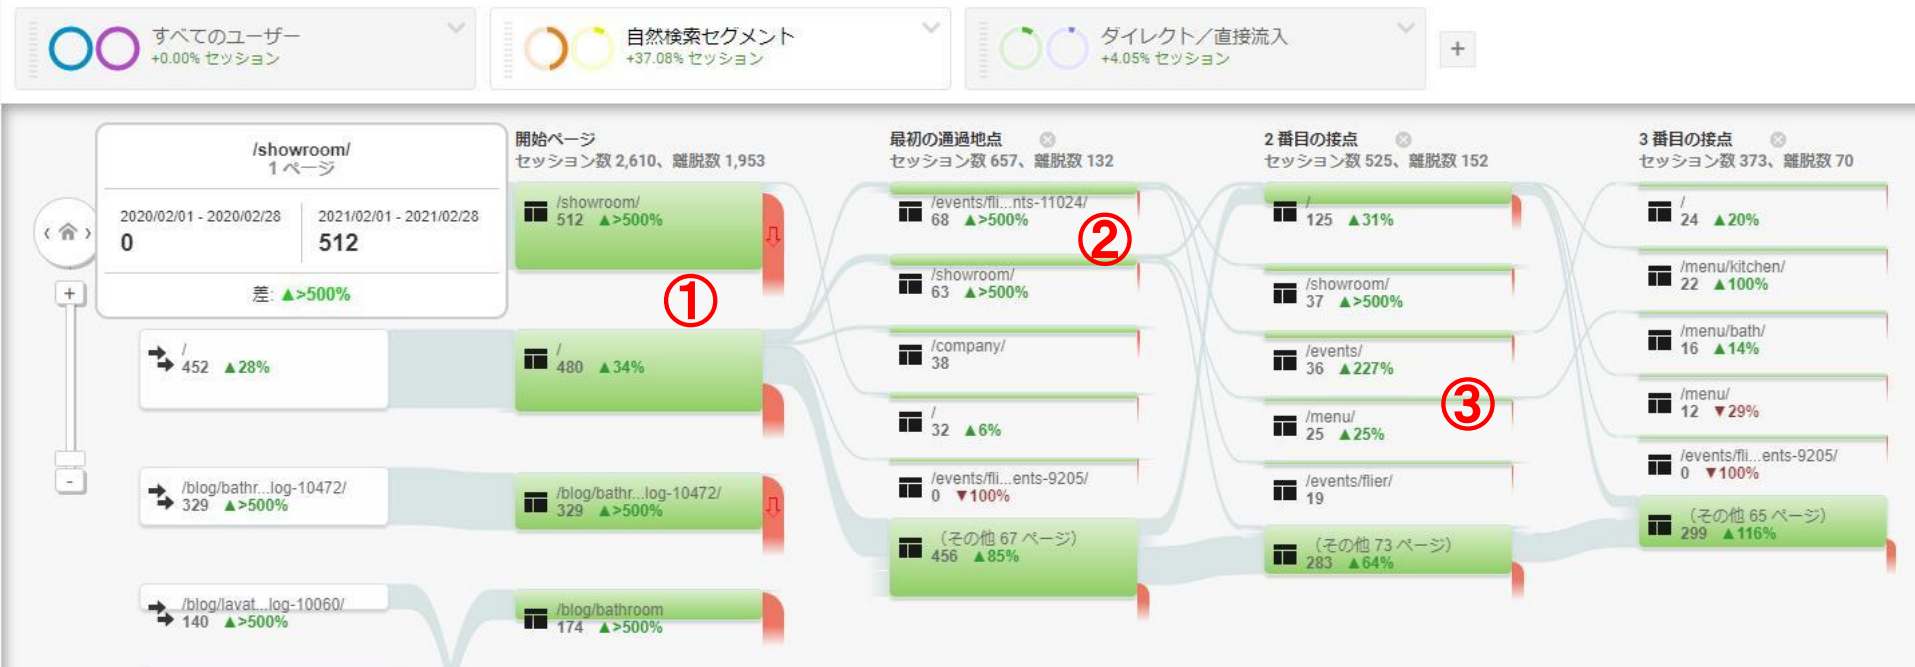 すべてのユーザー
+0.00% セッション
自然検索セグメント
+37.08% セッション
ダイレクト／直接流入
+4.05% セッション
+
/showroom/
1 ページ
2020/02/01 - 2020/02/28
0
2021/02/01 - 2021/02/28
512
差: ▲>500%
+
-
/
452 ▲28%
/blog/bathr...log-10472/
329 ▲>500%
/blog/lavat...log-10060/
140 ▲>500%
開始ページ
セッション数 2,610、離脱数 1,953
/showroom/
512 ▲>500%
①
/
480 ▲34%
/blog/bathr...log-10472/
329 ▲>500%
/blog/bathroom
174 ▲>500%
最初の通過地点
セッション数 657、離脱数 132
/events/fli...nts-11024/
68 ▲>500%
②
/showroom/
63 ▲>500%
/company/
38
/
32 ▲6%
/events/fli...ents-9205/
0 ▼100%
（その他 67 ページ）
456 ▲85%
2 番目の接点
セッション数 525、離脱数 152
/
125 ▲31%
/showroom/
37 ▲>500%
/events/
36 ▲227%
③
/menu/
25 ▲25%
/events/flier/
19
（その他 73 ページ）
283 ▲64%
3 番目の接点
セッション数 373、離脱数 70
/
24 ▲20%
/menu/kitchen/
22 ▲100%
/menu/bath/
16 ▲14%
/menu/
12 ▼29%
/events/fli...ents-9205/
0 ▼100%
（その他 65 ページ）
299 ▲116%